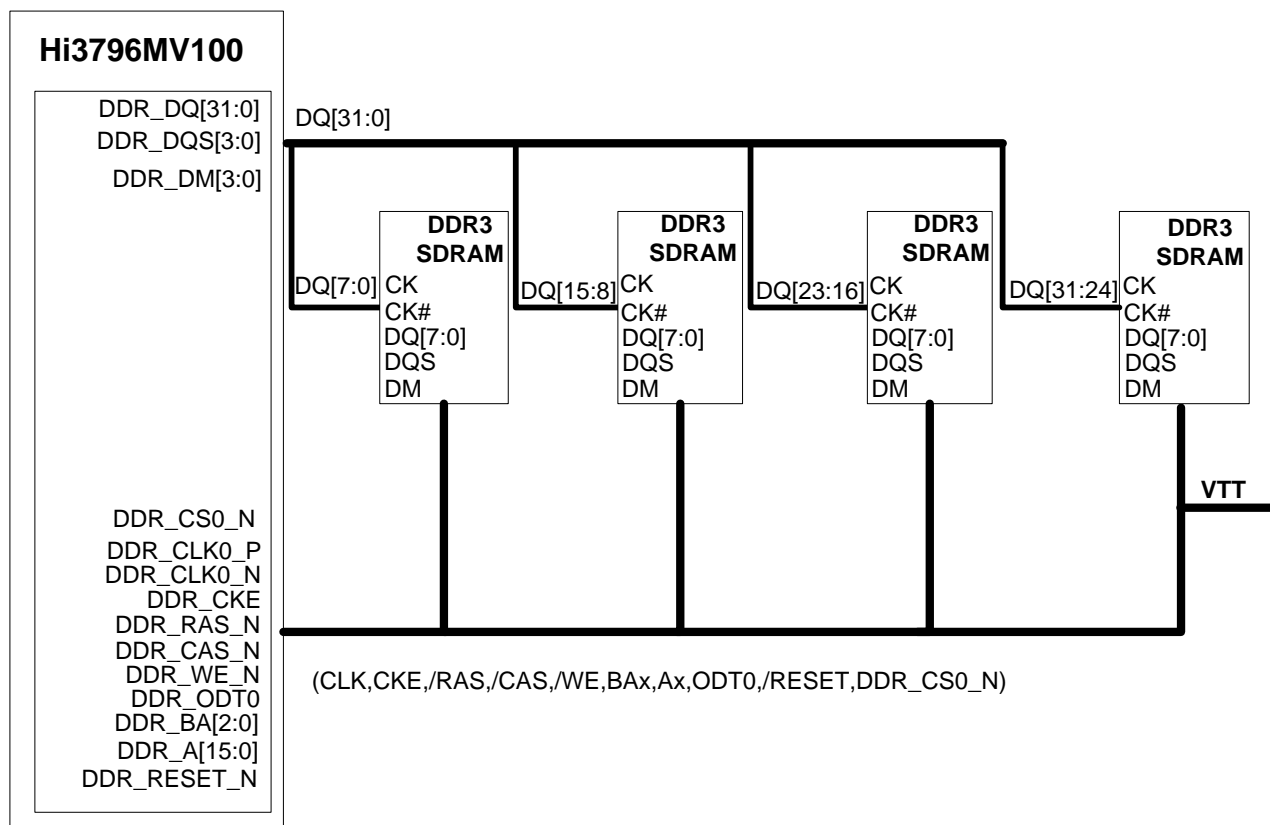 Hi3796MV100
DDR_DQ[31:0]
DDR_DQS[3:0]
DDR_DM[3:0]
DQ[31:0]
DDR3
SDRAM
DQ[7:0]
CK
CK#
DQ[7:0]
DQS
DM
DDR3
SDRAM
DQ[15:8]
CK
CK#
DQ[7:0]
DQS
DM
DDR3
SDRAM
DQ[23:16]
CK
CK#
DQ[7:0]
DQS
DM
DDR3
SDRAM
DQ[31:24]
CK
CK#
DQ[7:0]
DQS
DM
VTT
DDR_CS0_N
DDR_CLK0_P
DDR_CLK0_N
DDR_CKE
DDR_RAS_N
DDR_CAS_N
DDR_WE_N
DDR_ODT0
DDR_BA[2:0]
DDR_A[15:0]
DDR_RESET_N
(CLK,CKE,/RAS,/CAS,/WE,BAx,Ax,ODT0,/RESET,DDR_CS0_N)